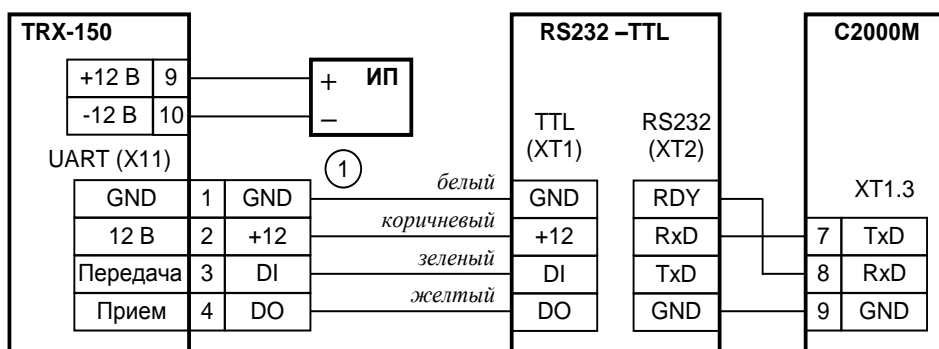 TRX-150
+12 В 9
-12 В 10
UART (X11)
GND 1 GND
12 В 2 +12
Передача 3 DI
Прием 4 DO
+ ИП
–
1
белый
коричневый
зеленый
желтый
RS232 –TTL
TTL
(XT1)
RS232
(XT2)
GND RDY
+12 RxD
DI TxD
DO GND
C2000M
XT1.3
7 TxD
8 RxD
9 GND